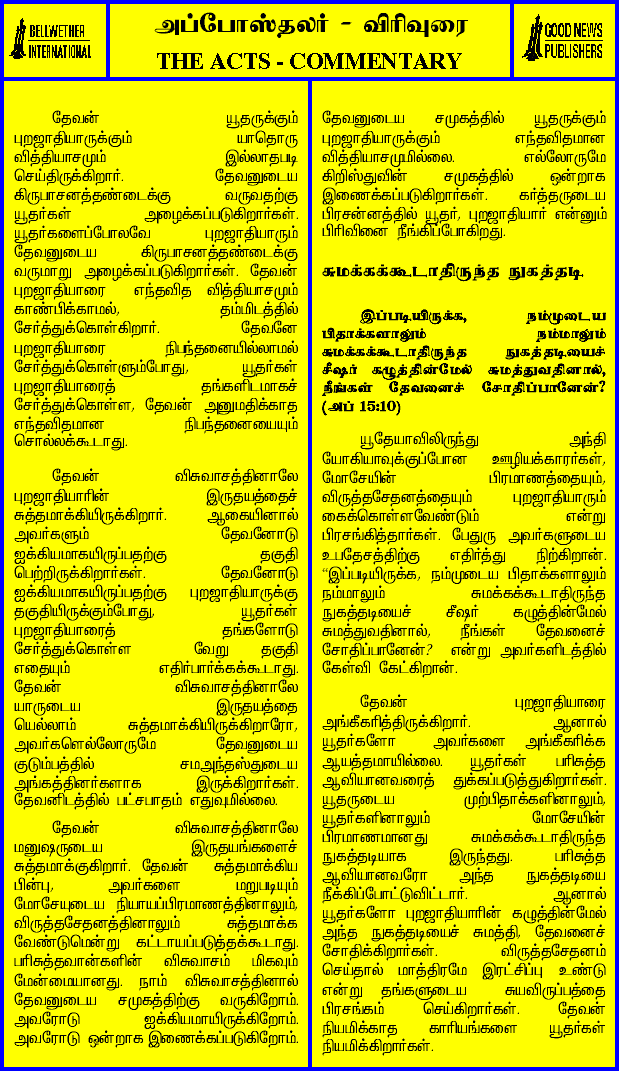 BELLWETHER
INTERNATIONAL
அப்போஸ்தலர் - விரிவுரை
THE ACTS - COMMENTARY
GOOD NEWS
PUBLISHERS
தேவன் யூதருக்கும்
புறஜாதியாருக்கும் யாதொரு
வித்தியாசமும் இல்லாதபடி
செய்திருக்கிறார். தேவனுடைய
கிருபாசனத்தண்டைக்கு வருவதற்கு
யூதர்கள் அழைக்கப்படுகிறார்கள்.
யூதர்களைப்போலவே புறஜாதியாரும்
தேவனுடைய கிருபாசனத்தண்டைக்கு
வருமாறு அழைக்கப்படுகிறார்கள். தேவன்
புறஜாதியாரை எந்தவித வித்தியாசமும்
காண்பிக்காமல், தம்மிடத்தில்
சேர்த்துக்கொள்கிறார். தேவனே
புறஜாதியாரை நிபந்தனையில்லாமல்
சேர்த்துக்கொள்ளும்போது, யூதர்கள்
புறஜாதியாரைத் தங்களிடமாகச்
சேர்த்துக்கொள்ள, தேவன் அனுமதிக்காத
எந்தவிதமான நிபந்தனையையும்
சொல்லக்கூடாது.
தேவன் விசுவாசத்தினாலே
புறஜாதியாரின் இருதயத்தைச்
சுத்தமாக்கியிருக்கிறார். ஆகையினால்
அவர்களும் தேவனோடு
ஐக்கியமாகயிருப்பதற்கு தகுதி
பெற்றிருக்கிறார்கள். தேவனோடு
ஐக்கியமாகயிருப்பதற்கு புறஜாதியாருக்கு
தகுதியிருக்கும்போது, யூதர்கள்
புறஜாதியாரைத் தங்களோடு
சேர்த்துக்கொள்ள வேறு தகுதி
எதையும் எதிர்பார்க்கக்கூடாது.
தேவன் விசுவாசத்தினாலே
யாருடைய இருதயத்தை
யெல்லாம் சுத்தமாக்கியிருக்கிறாரோ,
அவர்களெல்லோருமே தேவனுடைய
குடும்பத்தில் சமஅந்தஸ்துடைய
அங்கத்தினர்களாக இருக்கிறார்கள்.
தேவனிடத்தில் பட்சபாதம் எதுவுமில்லை.
தேவன் விசுவாசத்தினாலே
மனுஷருடைய இருதயங்களைச்
சுத்தமாக்குகிறார். தேவன் சுத்தமாக்கிய
பின்பு, அவர்களை மறுபடியும்
மோசேயுடைய நியாயப்பிரமாணத்தினாலும்,
விருத்தசேதனத்தினாலும் சுத்தமாக்க
வேண்டுமென்று கட்டாயப்படுத்தக்கூடாது.
பரிசுத்தவான்களின் விசுவாசம் மிகவும்
மேன்மையானது. நாம் விசுவாசத்தினால்
தேவனுடைய சமுகத்திற்கு வருகிறோம்.
அவரோடு ஐக்கியமாயிருக்கிறோம்.
அவரோடு ஒன்றாக இணைக்கப்படுகிறோம்.
தேவனுடைய சமுகத்தில் யூதருக்கும்
புறஜாதியாருக்கும் எந்தவிதமான
வித்தியாசமுமில்லை. எல்லோருமே
கிறிஸ்துவின் சமுகத்தில் ஒன்றாக
இணைக்கப்படுகிறார்கள். கர்த்தருடைய
பிரசன்னத்தில் யூதர், புறஜாதியார் என்னும்
பிரிவினை நீங்கிப்போகிறது.
சுமக்கக்கூடாதிருந்த நுகத்தடி
இப்படியிருக்க, நம்முடைய
பிதாக்களாலும் நம்மாலும்
சுமக்கக்கூடாதிருந்த நுகத்தடியைச்
சீஷர் கழுத்தின்மேல் சுமத்துவதினால்,
நீங்கள் தேவனைச் சோதிப்பானேன்?
(அப் 15:10)
யூதேயாவிலிருந்து அந்தி
யோகியாவுக்குப்போன ஊழியக்காரர்கள்,
மோசேயின் பிரமாணத்தையும்,
விருத்தசேதனத்தையும் புறஜாதியாரும்
கைக்கொள்ளவேண்டும் என்று
பிரசங்கித்தார்கள். பேதுரு அவர்களுடைய
உபதேசத்திற்கு எதிர்த்து நிற்கிறான்.
“இப்படியிருக்க, நம்முடைய பிதாக்களாலும்
நம்மாலும் சுமக்கக்கூடாதிருந்த
நுகத்தடியைச் சீஷர் கழுத்தின்மேல்
சுமத்துவதினால், நீங்கள் தேவனைச்
சோதிப்பானேன்? என்று அவர்களிடத்தில்
கேள்வி கேட்கிறான்.
தேவன் புறஜாதியாரை
அங்கீகரித்திருக்கிறார். ஆனால்
யூதர்களோ அவர்களை அங்கீகரிக்க
ஆயத்தமாயில்லை. யூதர்கள் பரிசுத்த
ஆவியானவரைத் துக்கப்படுத்துகிறார்கள்.
யூதருடைய முற்பிதாக்களினாலும்,
யூதர்களினாலும் மோசேயின்
பிரமாணமானது சுமக்கக்கூடாதிருந்த
நுகத்தடியாக இருந்தது. பரிசுத்த
ஆவியானவரோ அந்த நுகத்தடியை
நீக்கிப்போட்டுவிட்டார். ஆனால்
யூதர்களோ புறஜாதியாரின் கழுத்தின்மேல்
அந்த நுகத்தடியைச் சுமத்தி, தேவனைச்
சோதிக்கிறார்கள். விருத்தசேதனம்
செய்தால் மாத்திரமே இரட்சிப்பு உண்டு
என்று தங்களுடைய சுயவிருப்பத்தை
பிரசங்கம் செய்கிறார்கள். தேவன்
நியமிக்காத காரியங்களை யூதர்கள்
நியமிக்கிறார்கள்.